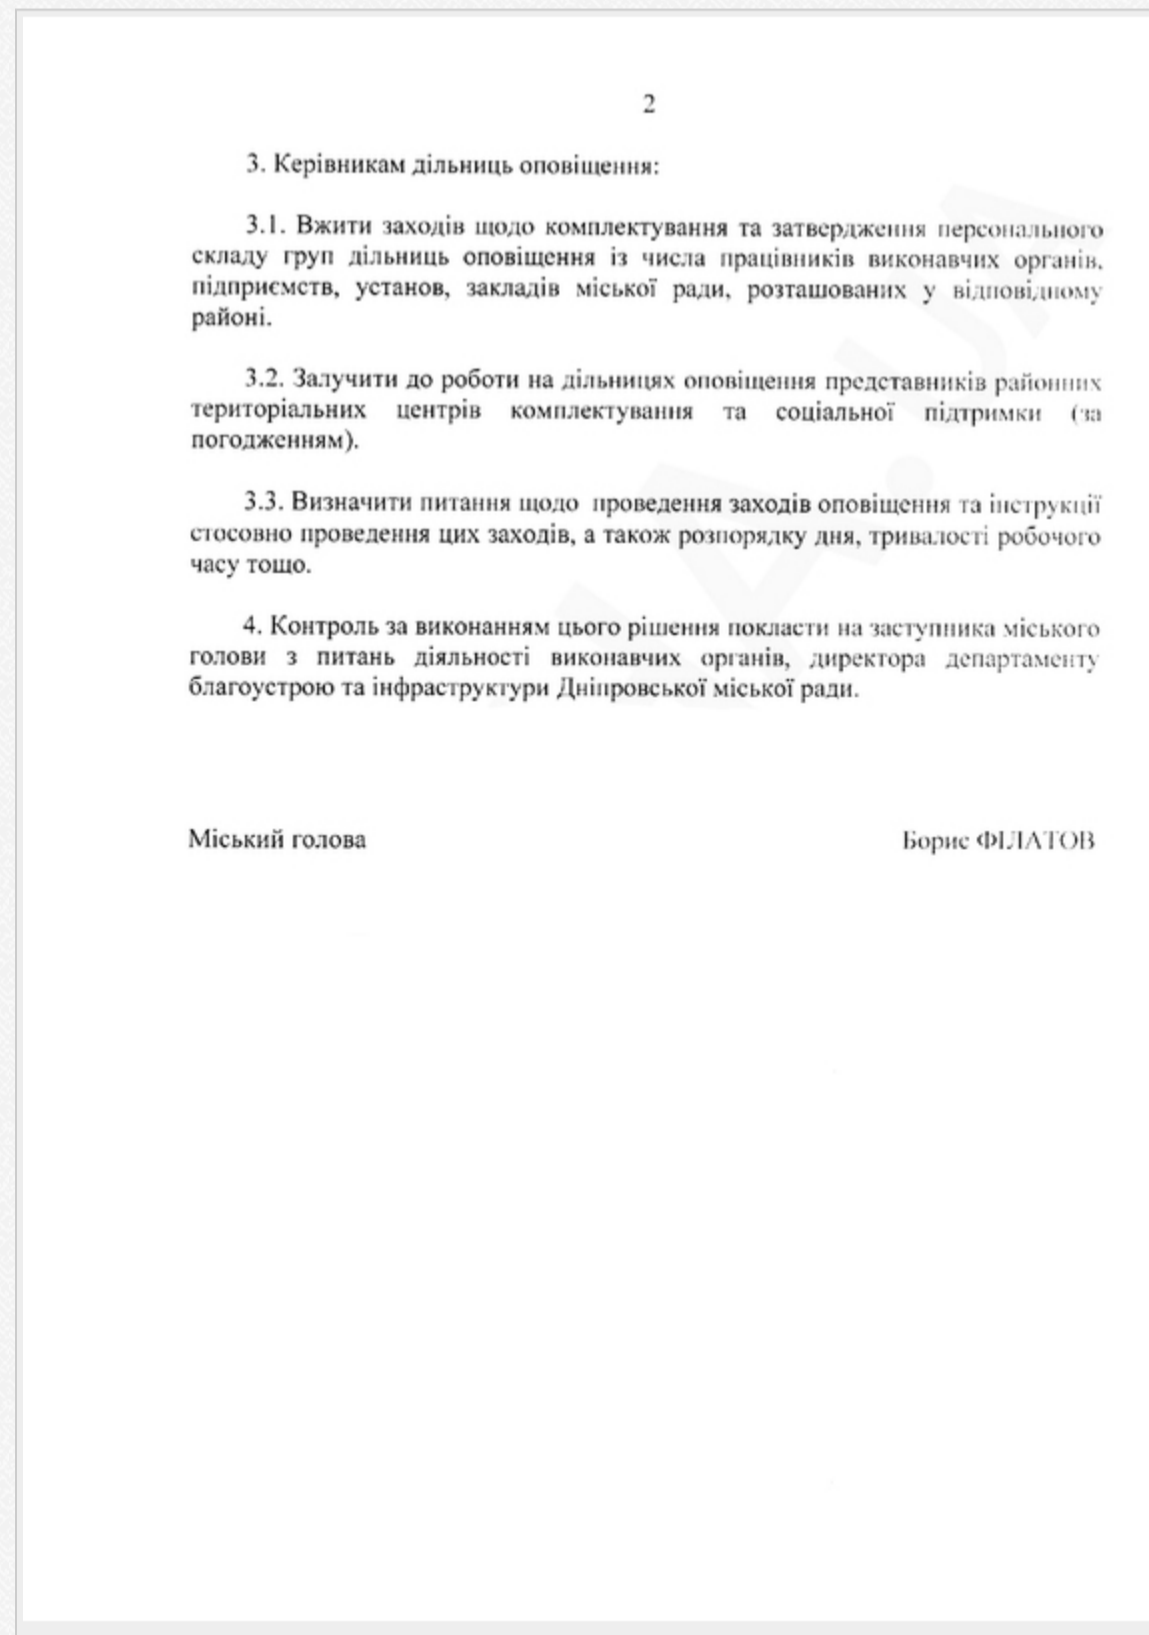 2
3. Керівникам дільниць оповіщення:
3.1. Вжити заходів щодо комплектування та затвердження персонального
складу груп дільниць оповіщення із числа працівників виконавчих органів,
підприємств, установ, закладів міської ради, розташованих у відповідному
районі.
3.2. Залучити до роботи на дільницях оповіщення представників районних
територіальних центрів комплектування та соціальної підтримки (за
погодженням).
3.3. Визначити питання щодо проведення заходів оповіщення та інструкції
стосовно проведення цих заходів, а також розпорядку дня, тривалості робочого
часу тощо.
4. Контроль за виконанням цього рішення покласти на заступника міського
голови з питань діяльності виконавчих органів, директора департаменту
благоустрою та інфраструктури Дніпровської міської ради.
Міський голова Борис ФІЛАТОВ